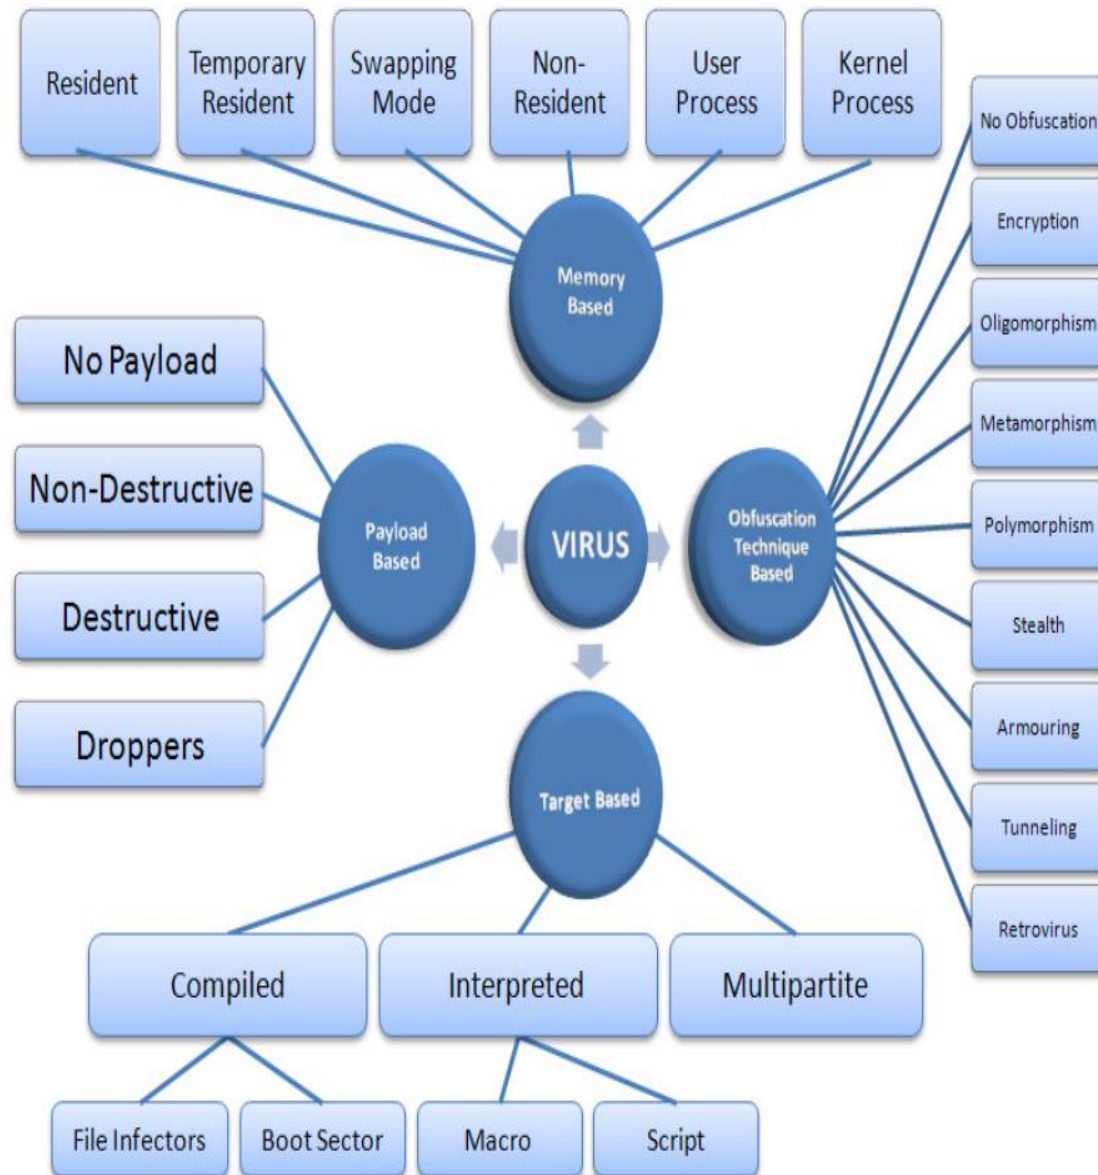 Resident
Temporary
Resident
Swapping
Mode
Non-
Resident
User
Process
Kernel
Process
No Obfuscation
Encryption
Oligomorphism
Metamorphism
Polymorphism
Stealth
Armouring
Tunneling
Retrovirus
Memory
Based
No Payload
Non-Destructive
Destructive
Droppers
Payload
Based
VIRUS
Obfuscation
Technique
Based
Target Based
Compiled
Interpreted
Multipartite
File Infectors
Boot Sector
Macro
Script